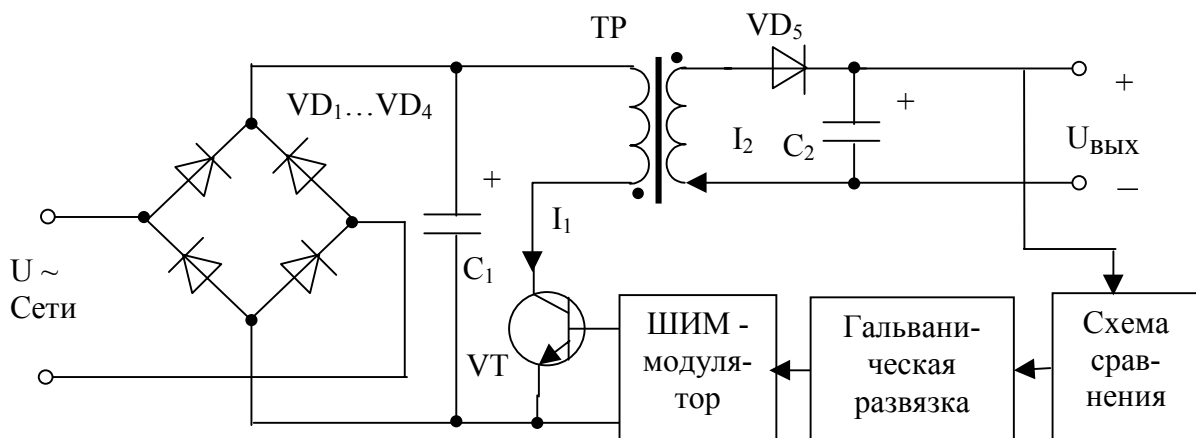 ТР
VD5
VD1…VD4
+
+
+
I2
C2
Uвых
–
I1
C1
U ~
Сети
VT
ШИМ -
модуля-
тор
Гальвани-
ческая
развязка
Схема
срав-
нения